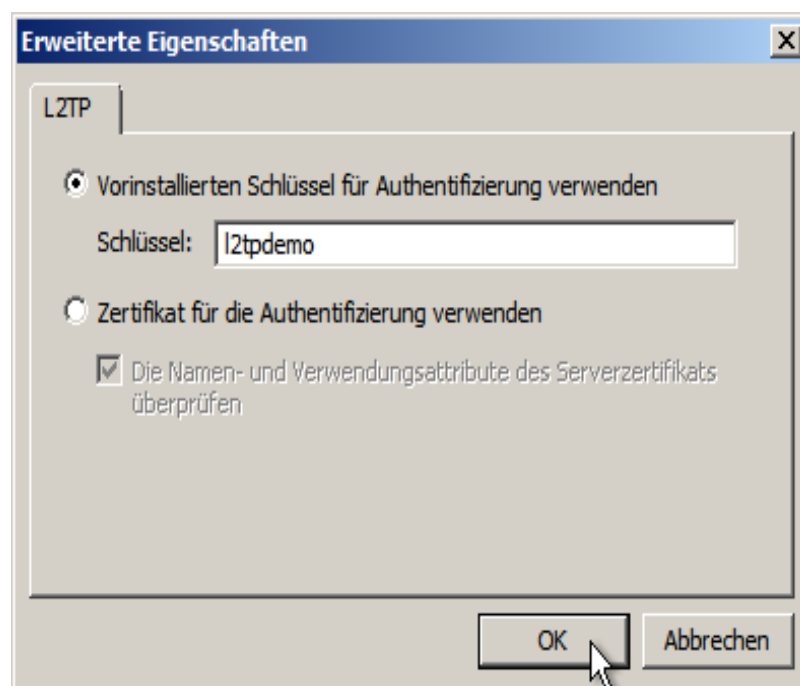 Erweiterte Eigenschaften
L2TP
Vorinstallierten Schlüssel für Authentifizierung verwenden
Schlüssel: l2tpdemo
Zertifikat für die Authentifizierung verwenden
Die Namen- und Verwendungsattribute des Serverzertifikats
überprüfen
OK Abbrechen